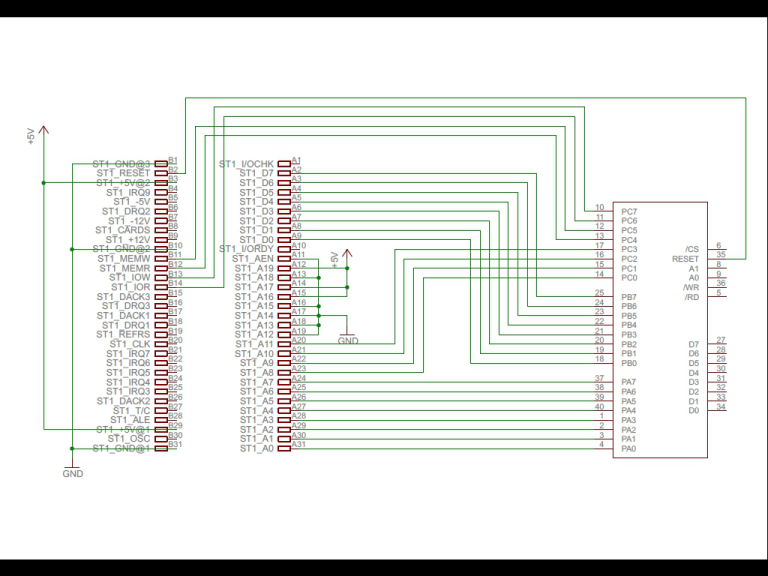 +5V
ST1_GND@3 B1
ST1_RESET B2
ST1_+5V@2 B3
ST1_IRQ9 B4
ST1_-5V B5
ST1_DRQ2 B6
ST1_-12V B7
ST1_CARDS B8
ST1_+12V B9
ST1_GND@2 B10
ST1_MEMW B11
ST1_MEMR B12
ST1_IOW B13
ST1_IOR B14
ST1_DACK3 B15
ST1_DRQ3 B16
ST1_DACK1 B17
ST1_DRQ1 B18
ST1_REFRS B19
ST1_CLK B20
ST1_IRQ7 B21
ST1_IRQ6 B22
ST1_IRQ5 B23
ST1_IRQ4 B24
ST1_IRQ3 B25
ST1_DACK2 B26
ST1_T/C B27
ST1_ALE B28
ST1_+5V@1 B29
ST1_OSC B30
ST1_GND@1 B31
GND
ST1_I/OCHK A1
ST1_D7 A2
ST1_D6 A3
ST1_D5 A4
ST1_D4 A5
ST1_D3 A6
ST1_D2 A7
ST1_D1 A8
ST1_D0 A9
ST1_I/ORDY A10
ST1_AEN A11
ST1_A19 A12
ST1_A18 A13
ST1_A17 A14
ST1_A16 A15
ST1_A15 A16
ST1_A14 A17
ST1_A13 A18
ST1_A12 A19
ST1_A11 A20
ST1_A10 A21
ST1_A9 A22
ST1_A8 A23
ST1_A7 A24
ST1_A6 A25
ST1_A5 A26
ST1_A4 A27
ST1_A3 A28
ST1_A2 A29
ST1_A1 A30
ST1_A0 A31
+5V
GND
10 PC7
11 PC6
12 PC5
13 PC4
17 PC3
16 PC2
15 PC1
14 PC0
25 PB7
24 PB6
23 PB5
22 PB4
21 PB3
20 PB2
19 PB1
18 PB0
37 PA7
38 PA6
39 PA5
40 PA4
1 PA3
2 PA2
3 PA1
4 PA0
/CS 6
RESET 35
A1 8
A0 9
/WR 36
/RD 5
D7 27
D6 28
D5 29
D4 30
D3 31
D2 32
D1 33
D0 34